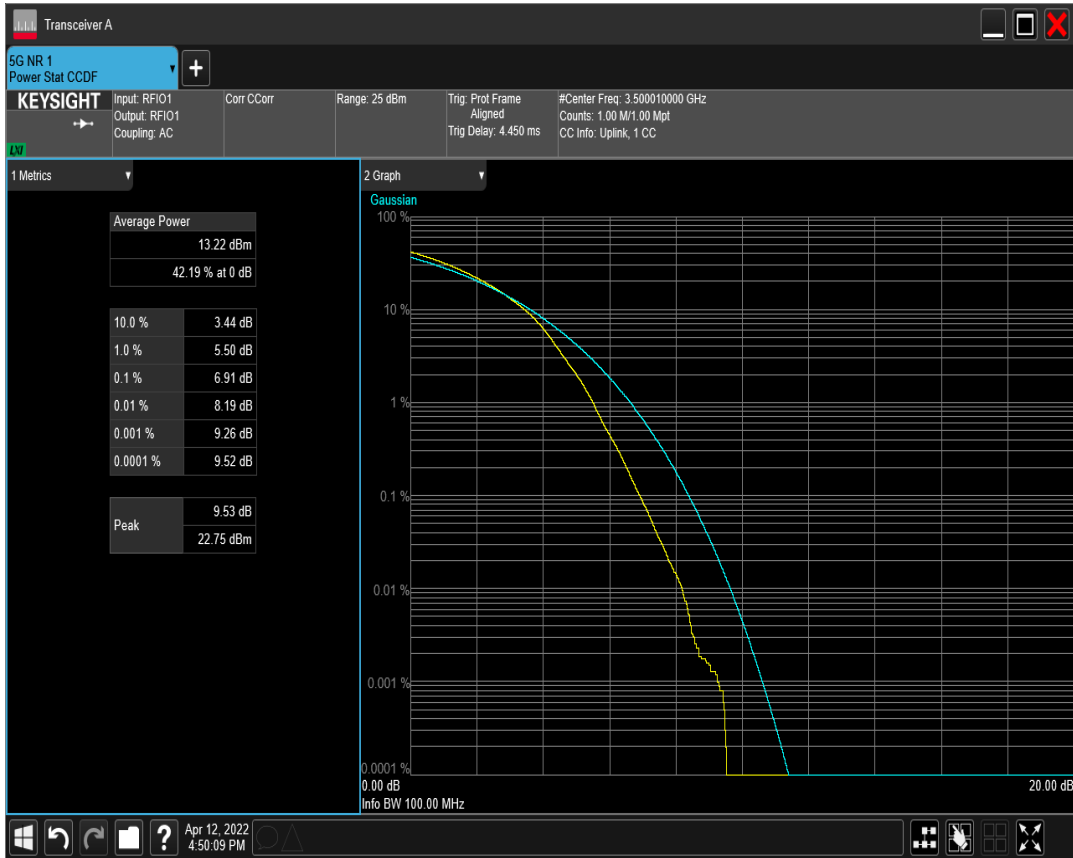 Transceiver A
5G NR 1
Power Stat CCDF
KEYSIGHT
LXI
Input: RFIO1
Output: RFIO1
Coupling: AC
Corr CCorr
Range: 25 dBm
Trig: Prot Frame
Aligned
Trig Delay: 4.450 ms
#Center Freq: 3.500010000 GHz
Counts: 1.00 M/1.00 Mpt
CC Info: Uplink, 1 CC
1 Metrics
Average Power
13.22 dBm
42.19 % at 0 dB
10.0 % 3.44 dB
1.0 % 5.50 dB
0.1 % 6.91 dB
0.01 % 8.19 dB
0.001 % 9.26 dB
0.0001 % 9.52 dB
Peak
9.53 dB
22.75 dBm
2 Graph
Gaussian
100 %
10 %
1 %
0.1 %
0.01 %
0.001 %
0.0001 %
0.00 dB 20.00 dB
Info BW 100.00 MHz
?
Apr 12, 2022
4:50:09 PM